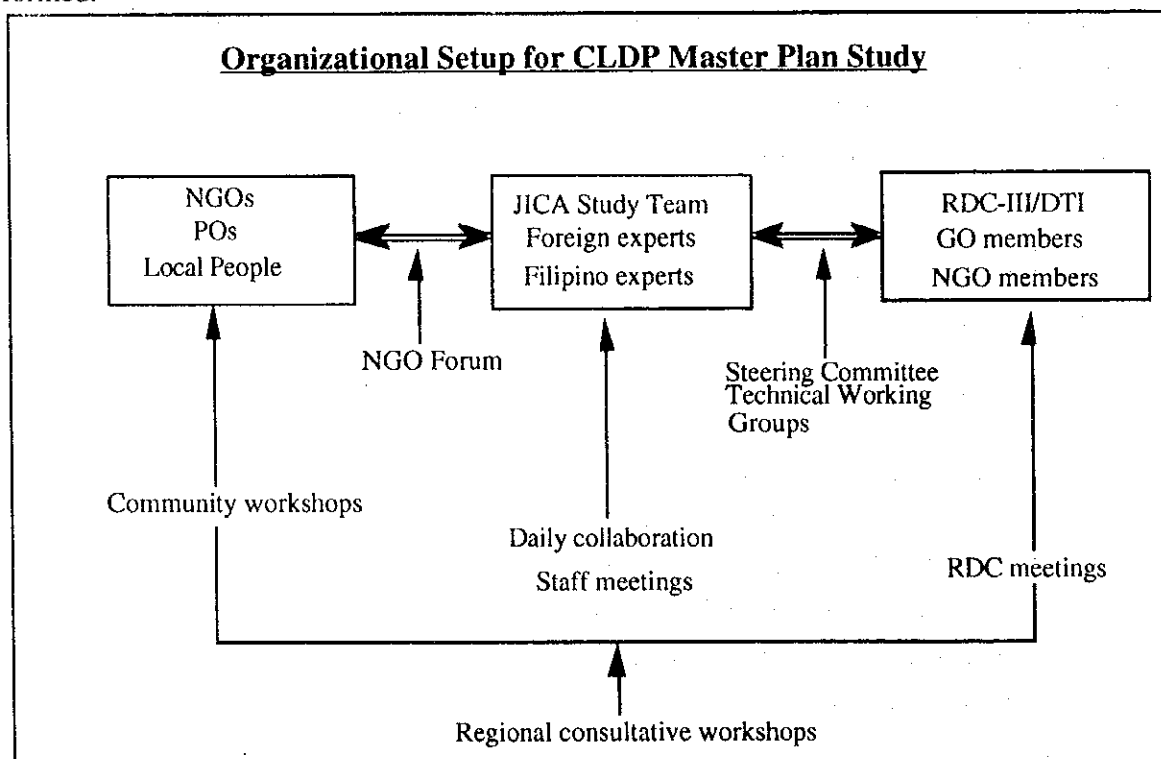 Organizational Setup for CLDP Master Plan Study
NGOs
POs
Local People
JICA Study Team
Foreign experts
Filipino experts
RDC-III/DTI
GO members
NGO members
NGO Forum
Steering Committee
Technical Working
Groups
Community workshops
Daily collaboration
Staff meetings
RDC meetings
Regional consultative workshops